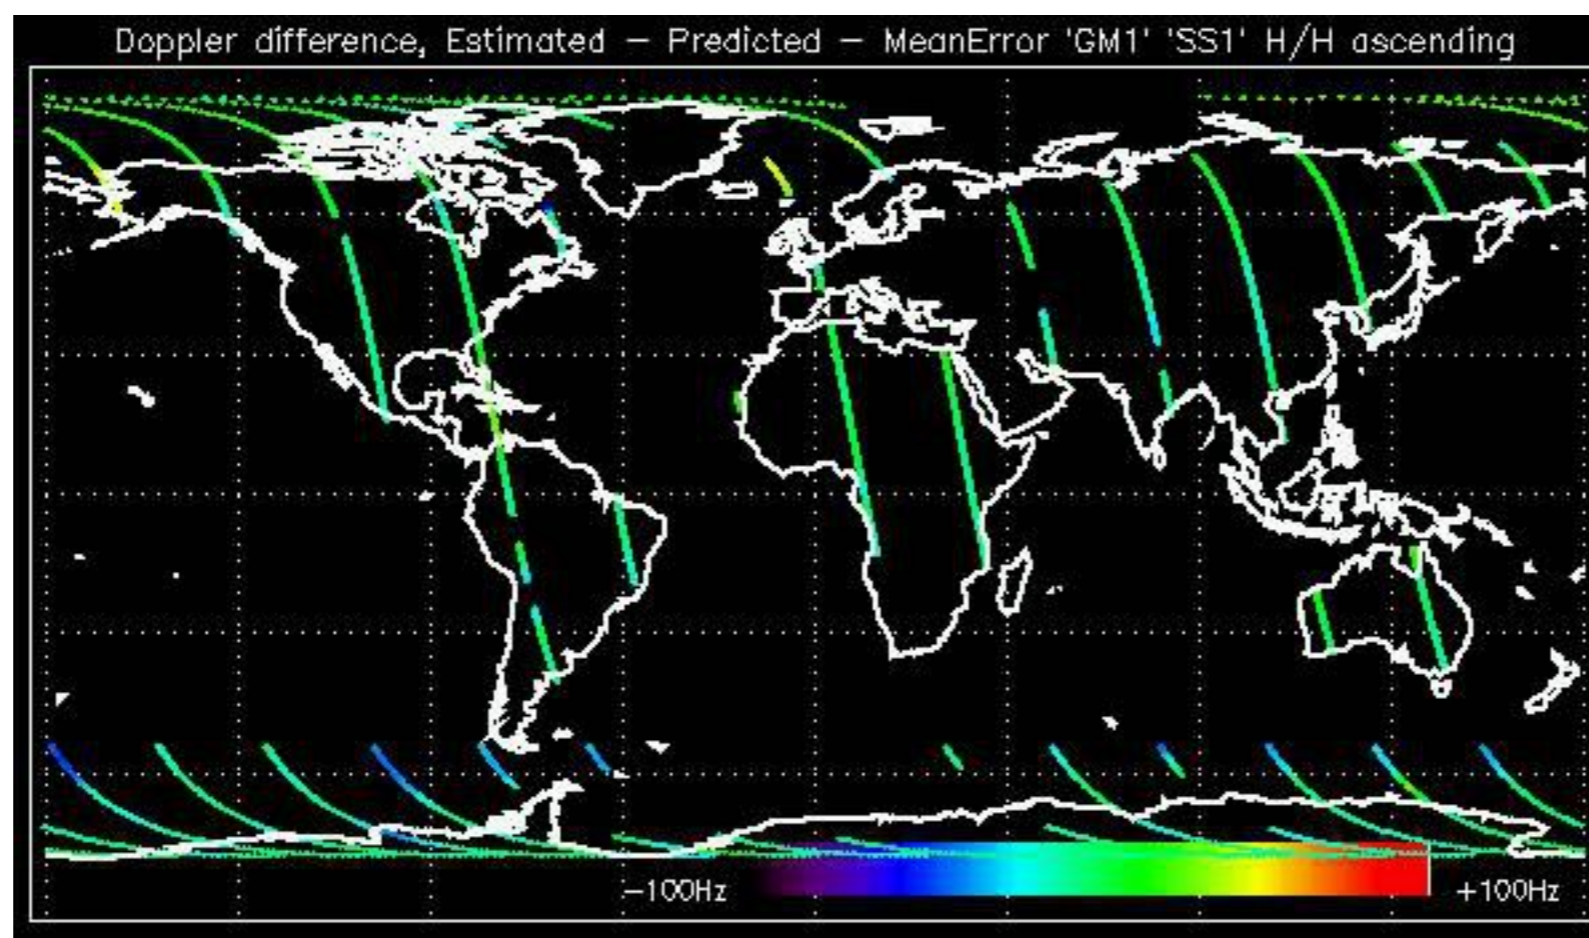 Doppler difference, Estimated – Predicted – MeanError 'GM1' 'SS1' H/H ascending
–100Hz
+100Hz